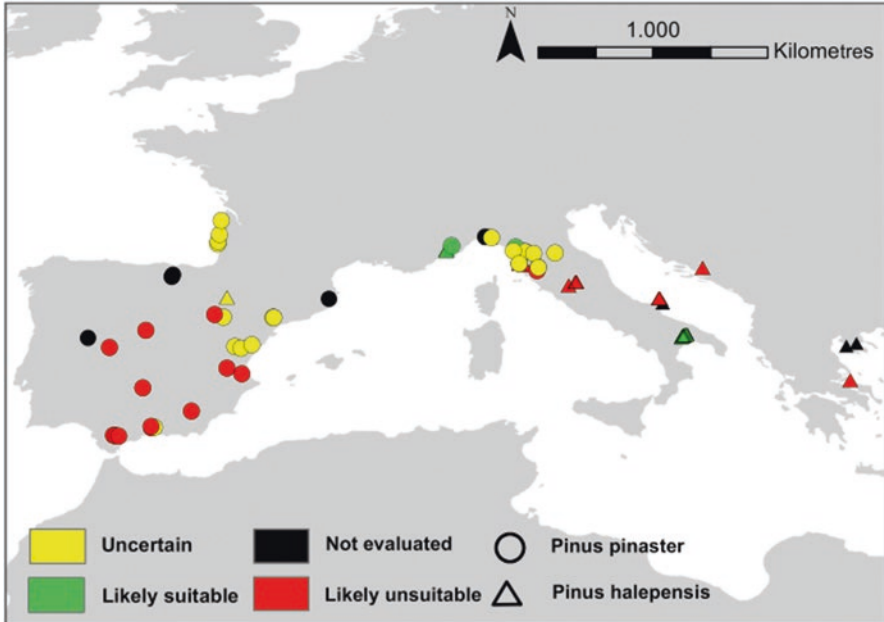 N
1.000
Kilometres
Uncertain
Not evaluated
Pinus pinaster
Likely suitable
Likely unsuitable
Pinus halepensis